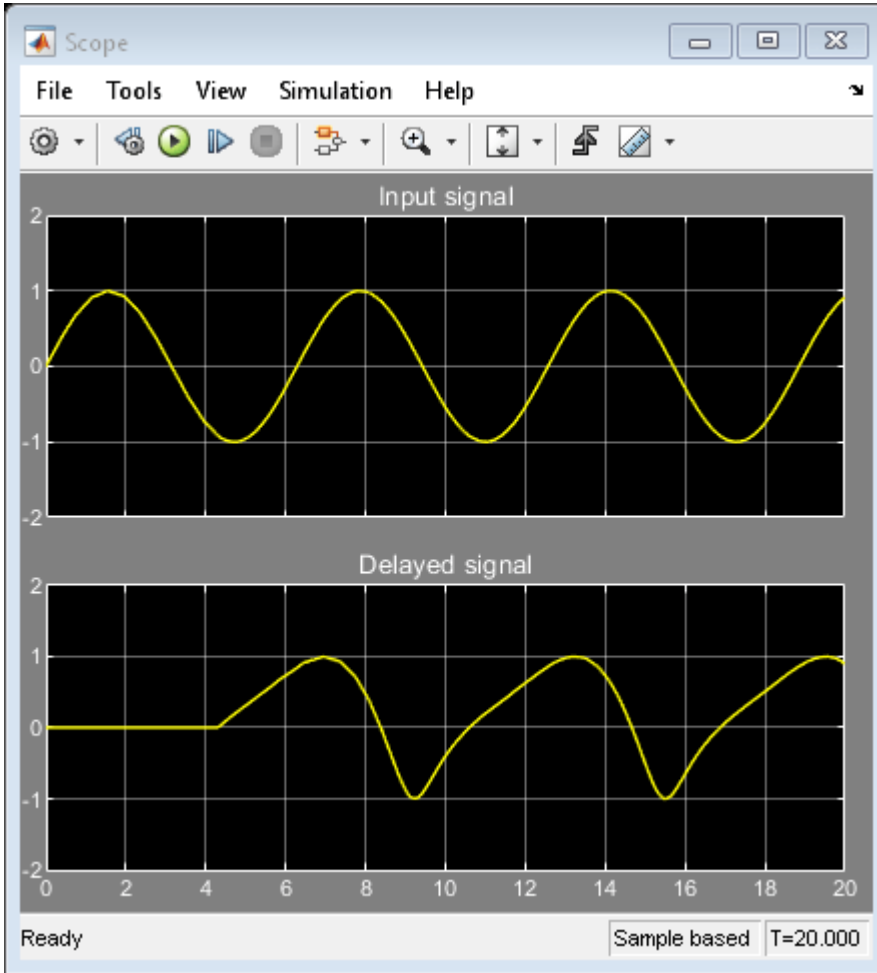 Scope
File Tools View Simulation Help
Input signal
2
1
0
-1
-2
Delayed signal
2
1
0
-1
-2
0 2 4 6 8 10 12 14 16 18 20
Ready Sample based T=20.000